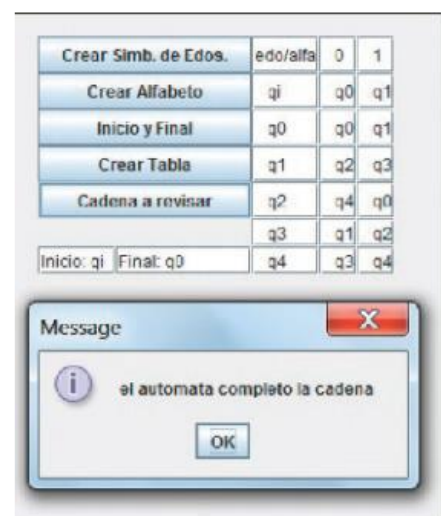 Crear Simb. de Edos. edo/alfa 0 1
Crear Alfabeto qi q0 q1
Inicio y Final q0 q0 q1
Crear Tabla q1 q2 q3
Cadena a revisar q2 q4 q0
q3 q1 q2
Inicio: qi Final: q0 q4 q3 q4
Message
X
i el automata completo la cadena
OK